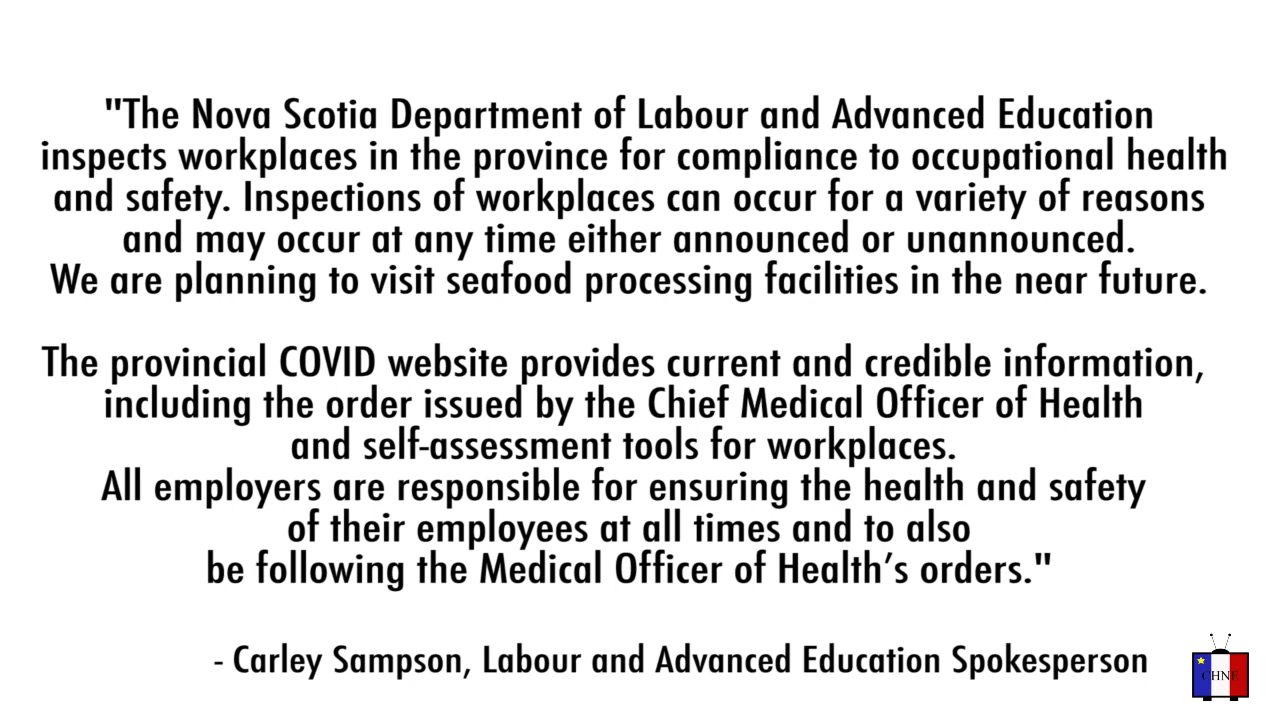 "The Nova Scotia Department of Labour and Advanced Education
inspects workplaces in the province for compliance to occupational health
and safety. Inspections of workplaces can occur for a variety of reasons
and may occur at any time either announced or unannounced.
We are planning to visit seafood processing facilities in the near future.
The provincial COVID website provides current and credible information,
including the order issued by the Chief Medical Officer of Health
and self-assessment tools for workplaces.
All employers are responsible for ensuring the health and safety
of their employees at all times and to also
be following the Medical Officer of Health’s orders."
- Carley Sampson, Labour and Advanced Education Spokesperson
CHNE